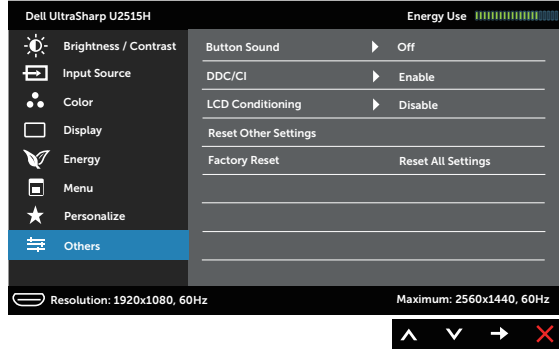 Dell UltraSharp U2515H Energy Use
Brightness / Contrast Button Sound Off
Input Source DDC/CI Enable
Color LCD Conditioning Disable
Display Reset Other Settings
Energy Factory Reset Reset All Settings
Menu
Personalize
Others
Resolution: 1920x1080, 60Hz Maximum: 2560x1440, 60Hz